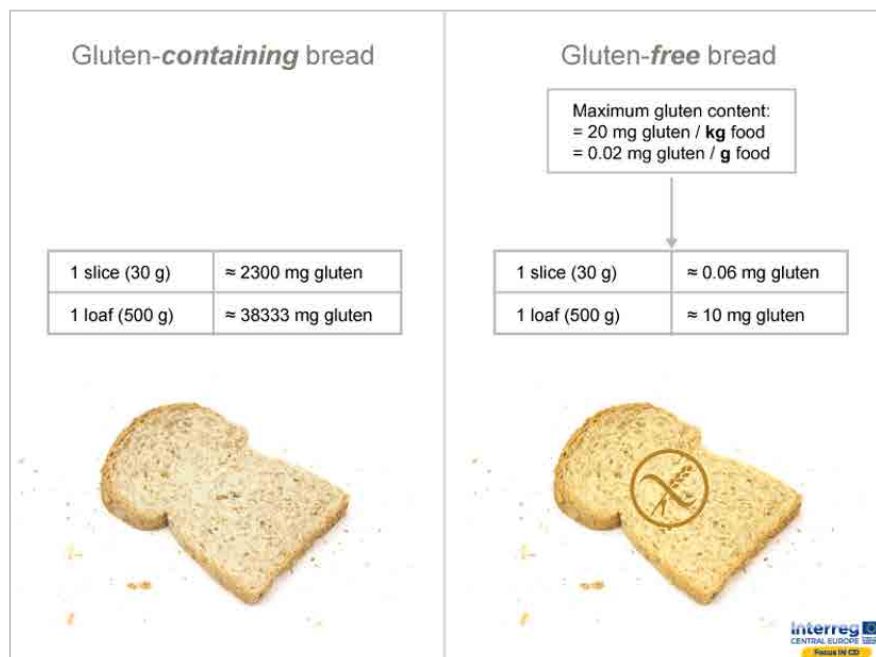 Gluten-containing bread
1 slice (30 g) ≈ 2300 mg gluten
1 loaf (500 g) ≈ 38333 mg gluten
Gluten-free bread
Maximum gluten content:
= 20 mg gluten / kg food
= 0.02 mg gluten / g food
1 slice (30 g) ≈ 0.06 mg gluten
1 loaf (500 g) ≈ 10 mg gluten
Interreg
CENTRAL EUROPE
Focus IN CD